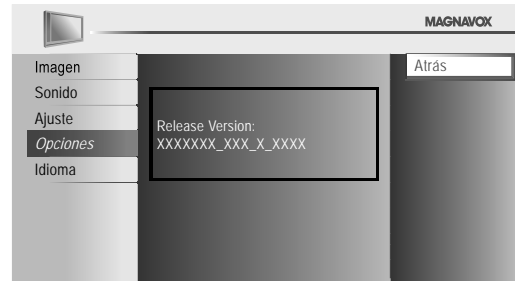 MAGNAVOX
Imagen
Sonido
Ajuste
Opciones
Idioma
Release Version:
XXXXXXX_XXX_X_XXXX
Atrás